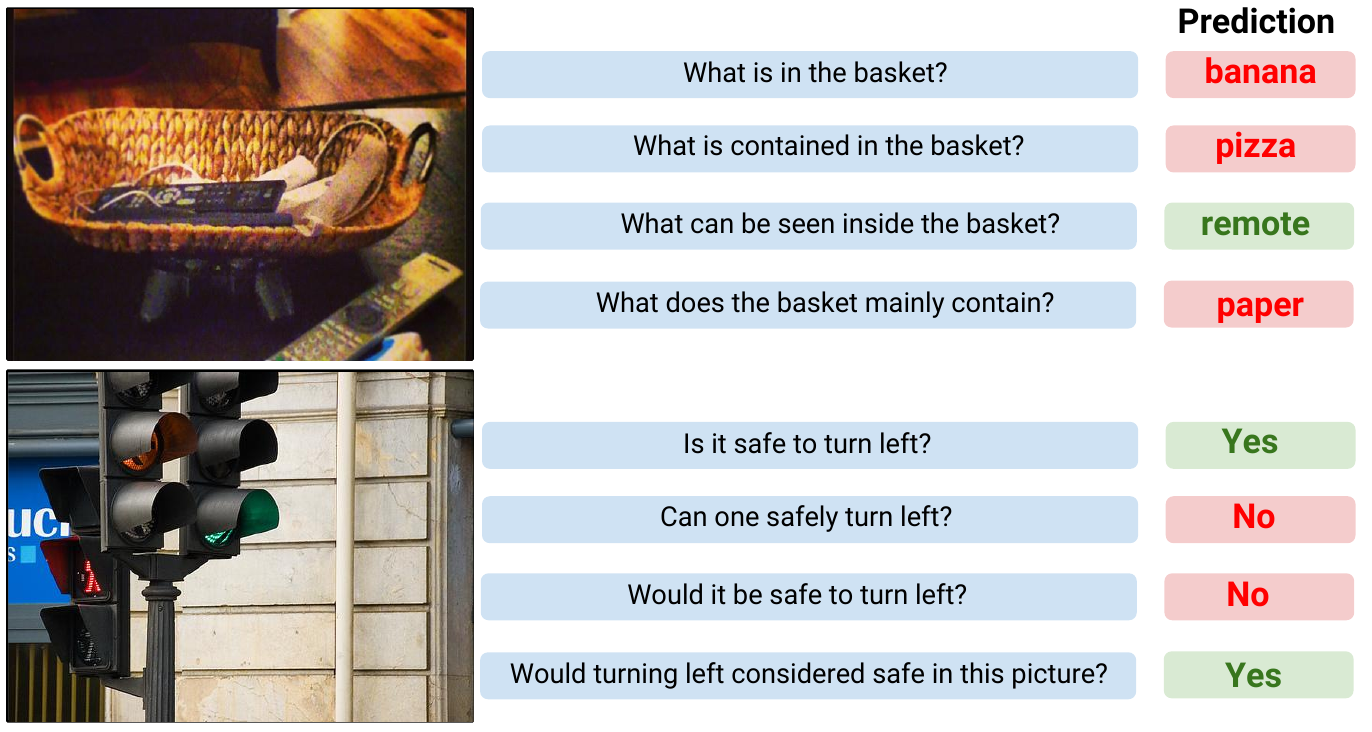 Prediction
What is in the basket? banana
What is contained in the basket? pizza
What can be seen inside the basket? remote
What does the basket mainly contain? paper
Is it safe to turn left? Yes
Can one safely turn left? No
Would it be safe to turn left? No
Would turning left considered safe in this picture? Yes
uc
s